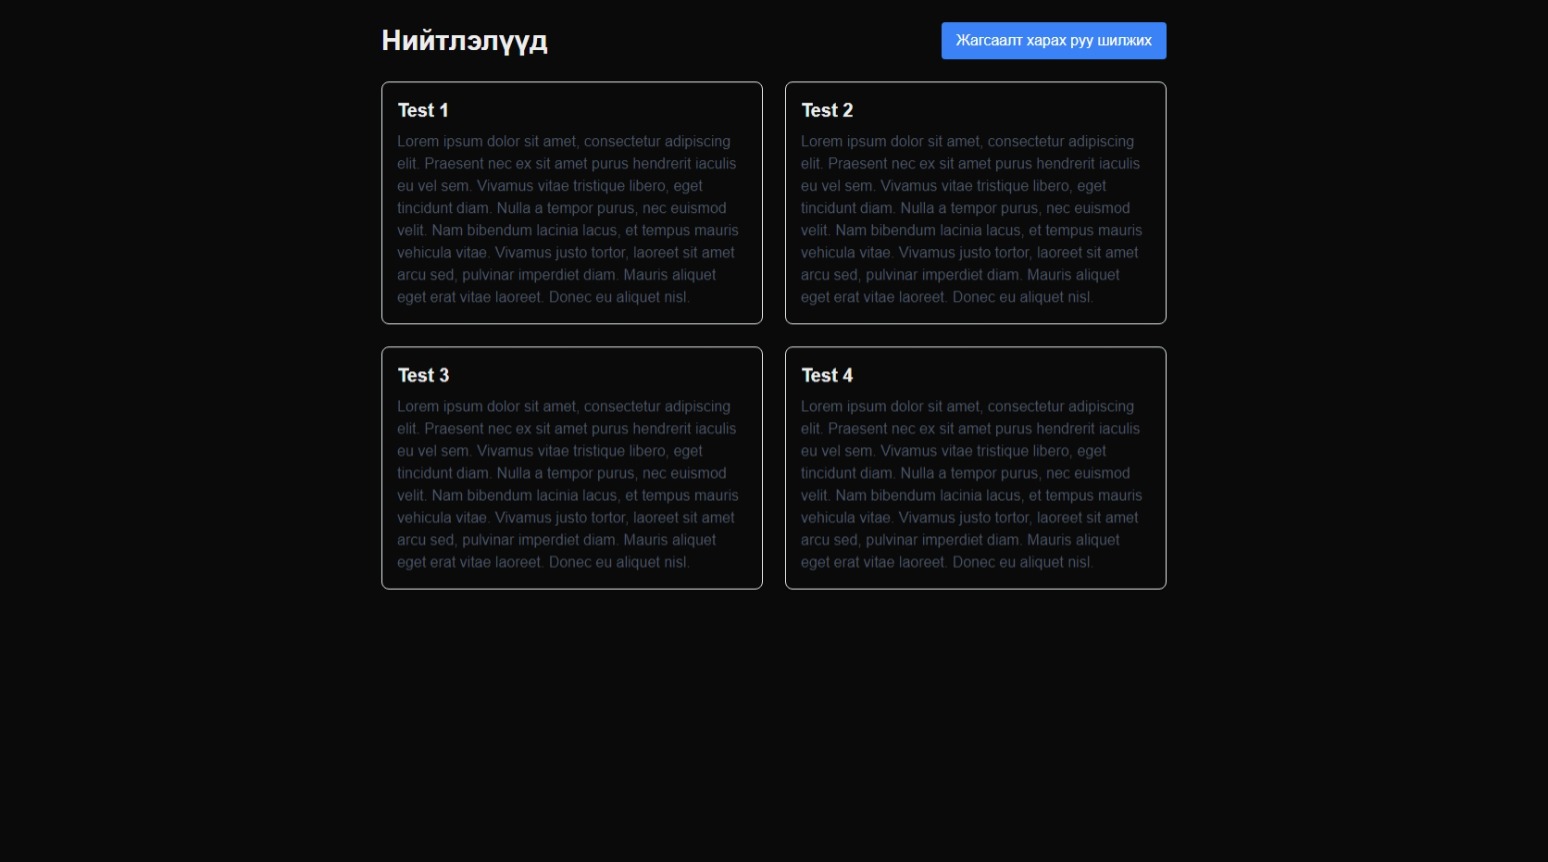 Нийтлэлүүд
Жагсаалт харах руу шилжих
Test 1
Lorem ipsum dolor sit amet, consectetur adipiscing
elit. Praesent nec ex sit amet purus hendrerit iaculis
eu vel sem. Vivamus vitae tristique libero, eget
tincidunt diam. Nulla a tempor purus, nec euismod
velit. Nam bibendum lacinia lacus, et tempus mauris
vehicula vitae. Vivamus justo tortor, laoreet sit amet
arcu sed, pulvinar imperdiet diam. Mauris aliquet
eget erat vitae laoreet. Donec eu aliquet nisl.
Test 2
Lorem ipsum dolor sit amet, consectetur adipiscing
elit. Praesent nec ex sit amet purus hendrerit iaculis
eu vel sem. Vivamus vitae tristique libero, eget
tincidunt diam. Nulla a tempor purus, nec euismod
velit. Nam bibendum lacinia lacus, et tempus mauris
vehicula vitae. Vivamus justo tortor, laoreet sit amet
arcu sed, pulvinar imperdiet diam. Mauris aliquet
eget erat vitae laoreet. Donec eu aliquet nisl.
Test 3
Lorem ipsum dolor sit amet, consectetur adipiscing
elit. Praesent nec ex sit amet purus hendrerit iaculis
eu vel sem. Vivamus vitae tristique libero, eget
tincidunt diam. Nulla a tempor purus, nec euismod
velit. Nam bibendum lacinia lacus, et tempus mauris
vehicula vitae. Vivamus justo tortor, laoreet sit amet
arcu sed, pulvinar imperdiet diam. Mauris aliquet
eget erat vitae laoreet. Donec eu aliquet nisl.
Test 4
Lorem ipsum dolor sit amet, consectetur adipiscing
elit. Praesent nec ex sit amet purus hendrerit iaculis
eu vel sem. Vivamus vitae tristique libero, eget
tincidunt diam. Nulla a tempor purus, nec euismod
velit. Nam bibendum lacinia lacus, et tempus mauris
vehicula vitae. Vivamus justo tortor, laoreet sit amet
arcu sed, pulvinar imperdiet diam. Mauris aliquet
eget erat vitae laoreet. Donec eu aliquet nisl.